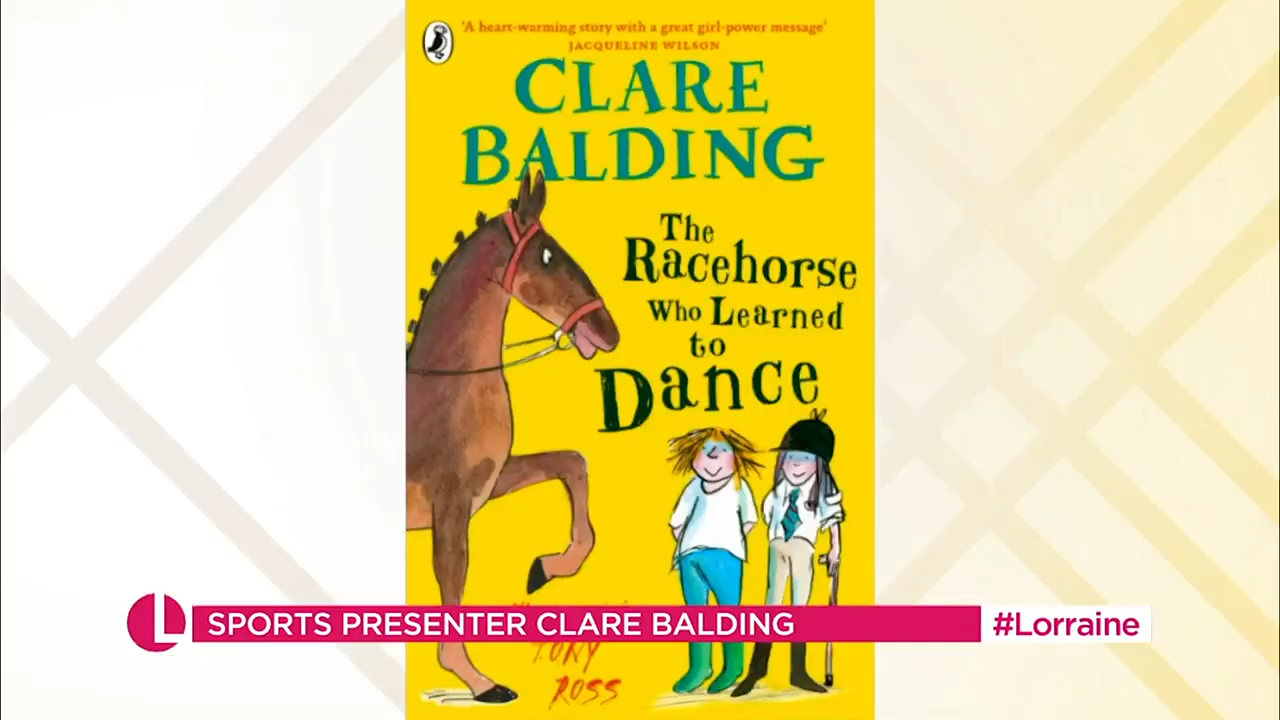 'A heart-warming story with a great girl-power message'
JACQUELINE WILSON
CLARE
BALDING
The
Racehorse
Who Learned
to
Dance
SPORTS PRESENTER CLARE BALDING
#Lorraine
TONY
ROSS